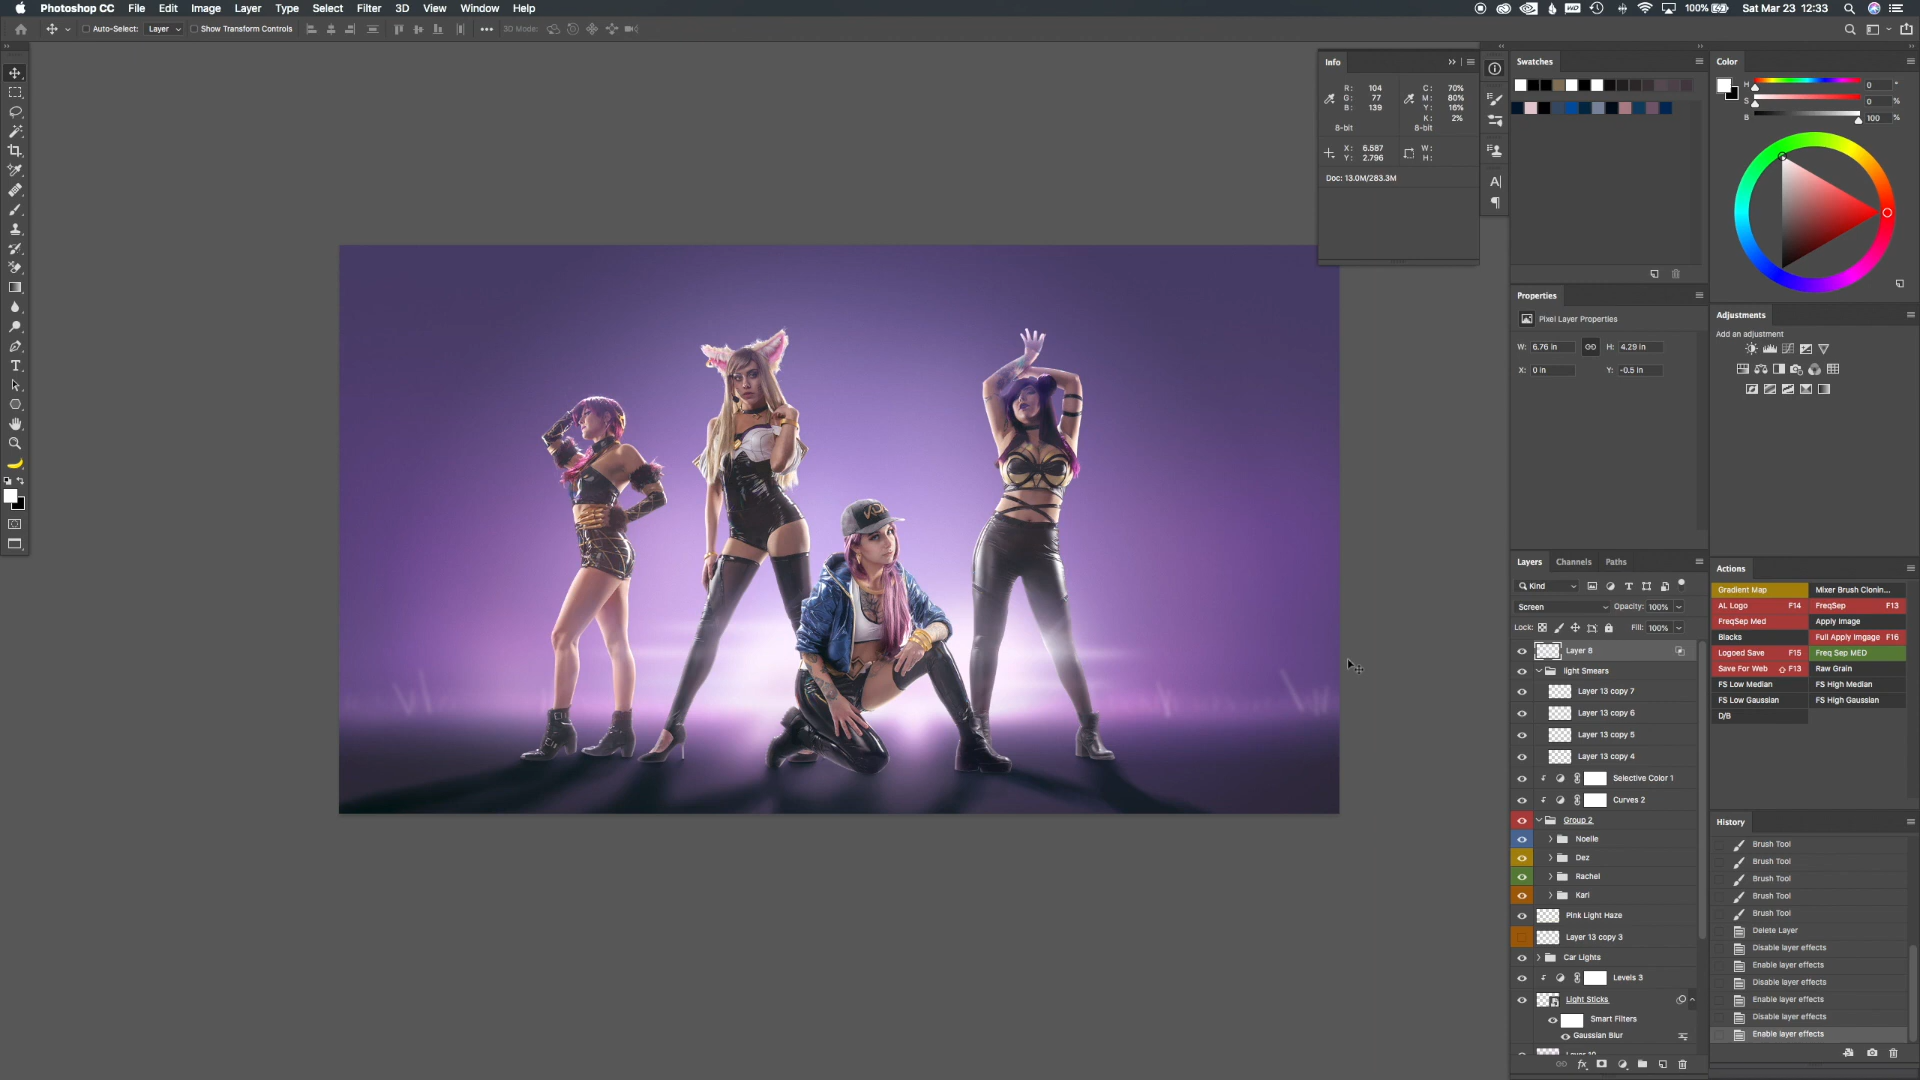 Photoshop CC File Edit Image Layer Type Select Filter 3D View Window Help 100% Sat Mar 23 12:33
Auto-Select: Layer Show Transform Controls 3D Mode:
Info
R: 104 C: 70%
G: 77 M: 80%
B: 139 Y: 16%
K: 2%
8-bit 8-bit
X: 6.587 W:
Y: 2.796 H:
Doc: 13.0M/283.3M
Swatches
Color
H 0 °
S 0 %
B 100 %
Properties
Pixel Layer Properties
W: 6.76 in H: 4.29 in
X: 0 in Y: -0.5 in
Adjustments
Add an adjustment
Layers Channels Paths
Kind
Screen Opacity: 100%
Lock: Fill: 100%
Layer 8
light Smears
Layer 13 copy 7
Layer 13 copy 6
Layer 13 copy 5
Layer 13 copy 4
Selective Color 1
Curves 2
Group 2
Noelle
Dez
Rachel
Kari
Pink Light Haze
Layer 13 copy 3
Car Lights
Levels 3
Light Sticks
Smart Filters
Gaussian Blur
Actions
Gradient Map Mixer Brush Clonin...
AL Logo F14 FreqSep F13
FreqSep Med Apply Image
Blacks Full Apply Imgage F16
Logoed Save F15 Freq Sep MED
Save For Web F13 Raw Grain
FS Low Median FS High Median
FS Low Gaussian FS High Gaussian
D/B
History
Brush Tool
Brush Tool
Brush Tool
Brush Tool
Brush Tool
Delete Layer
Disable layer effects
Enable layer effects
Disable layer effects
Enable layer effects
Disable layer effects
Enable layer effects